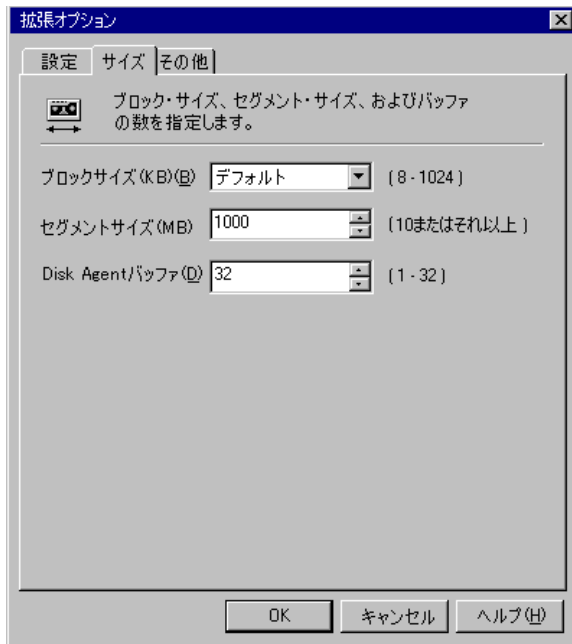 拡張オプション
設定 サイズ その他
ブロック・サイズ、セグメント・サイズ、およびバッファ
の数を指定します。
ブロックサイズ(KB)(B) デフォルト (8-1024)
セグメントサイズ(MB) 1000 (10またはそれ以上)
Disk Agentバッファ(D) 32 (1-32)
OK キャンセル ヘルプ(H)